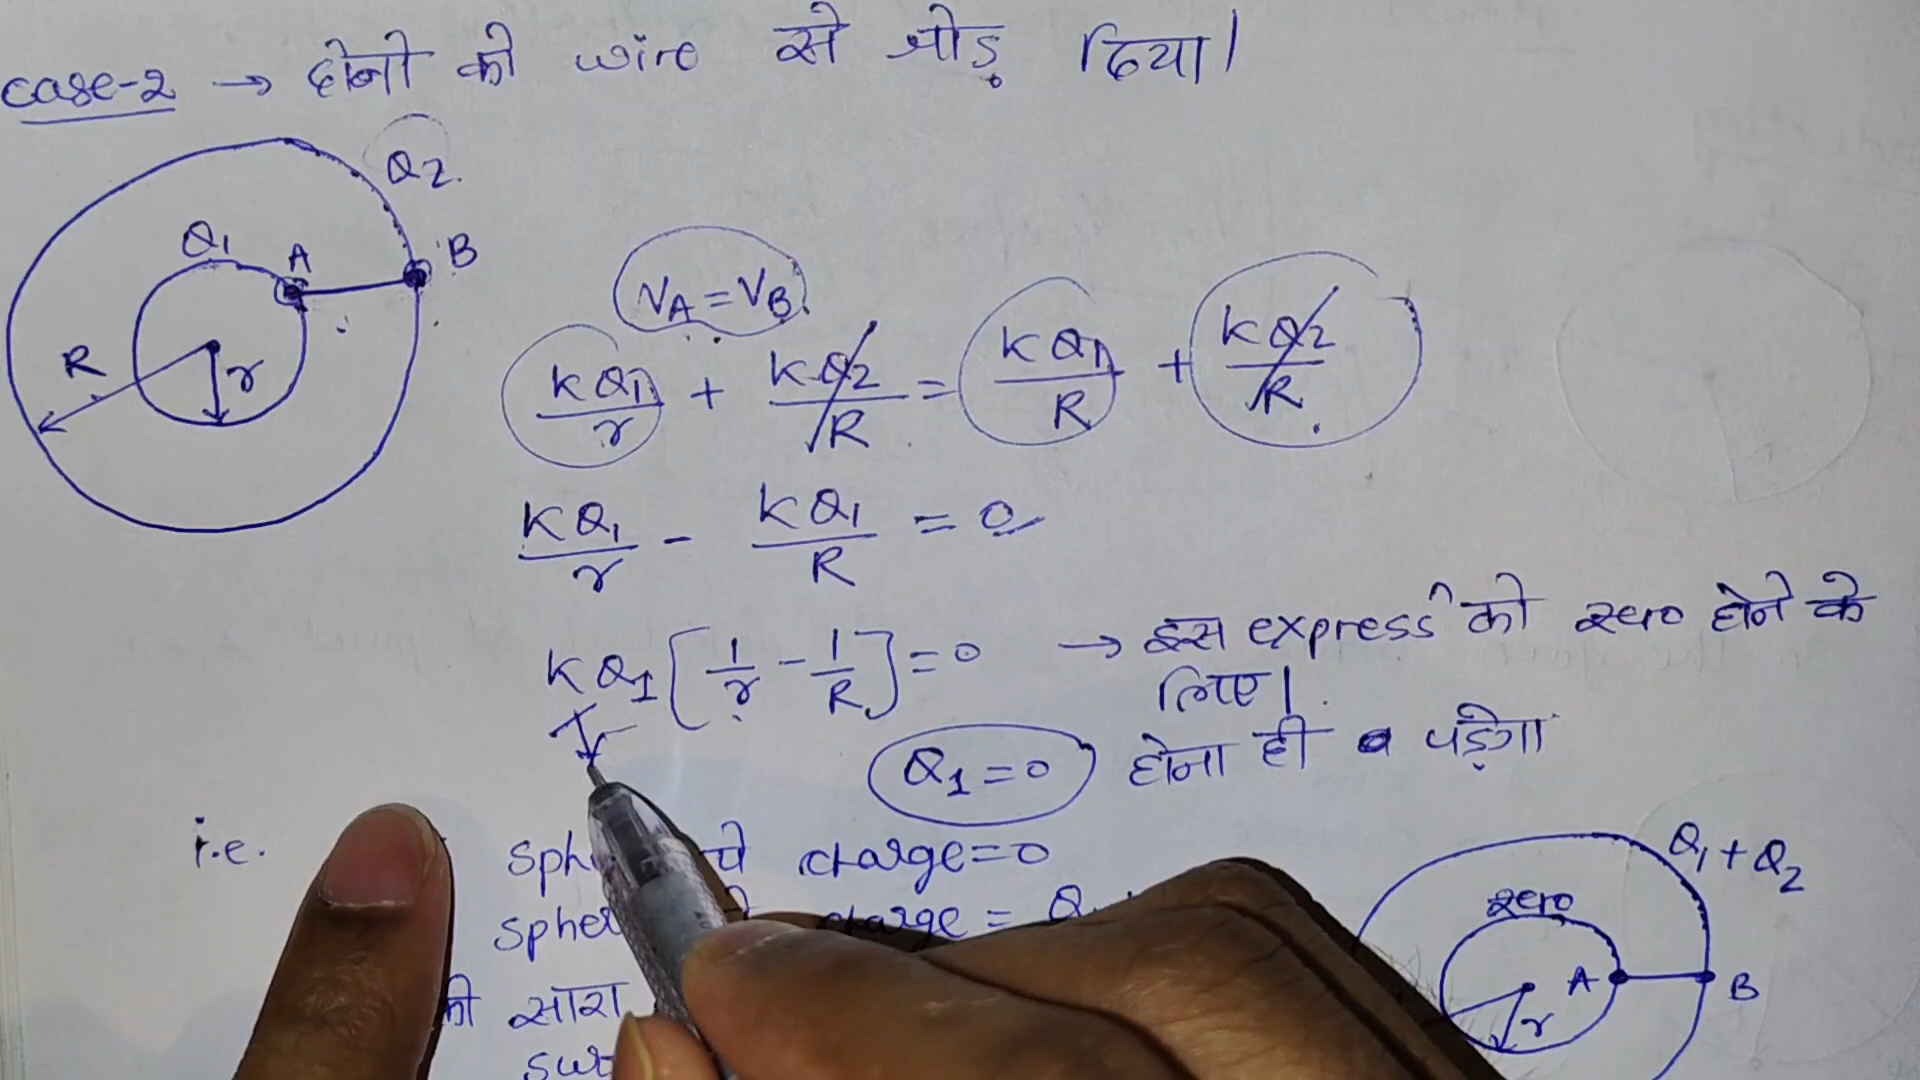 case-2 → दोनो को wire से जोड़ दिया।
Q2
Q1 A B
VA = VB
R r
KQ1/r + KQ2/R = KQ1/R + KQ2/R
KQ1/r - KQ1/R = 0
KQ1 [1/r - 1/R] = 0 → इस express को zero होने के लिए।
Q1 = 0 होना ही पड़ेगा
i.e. पे charge = 0
charge =
सारा
Q1 + Q2
zero
A B
r